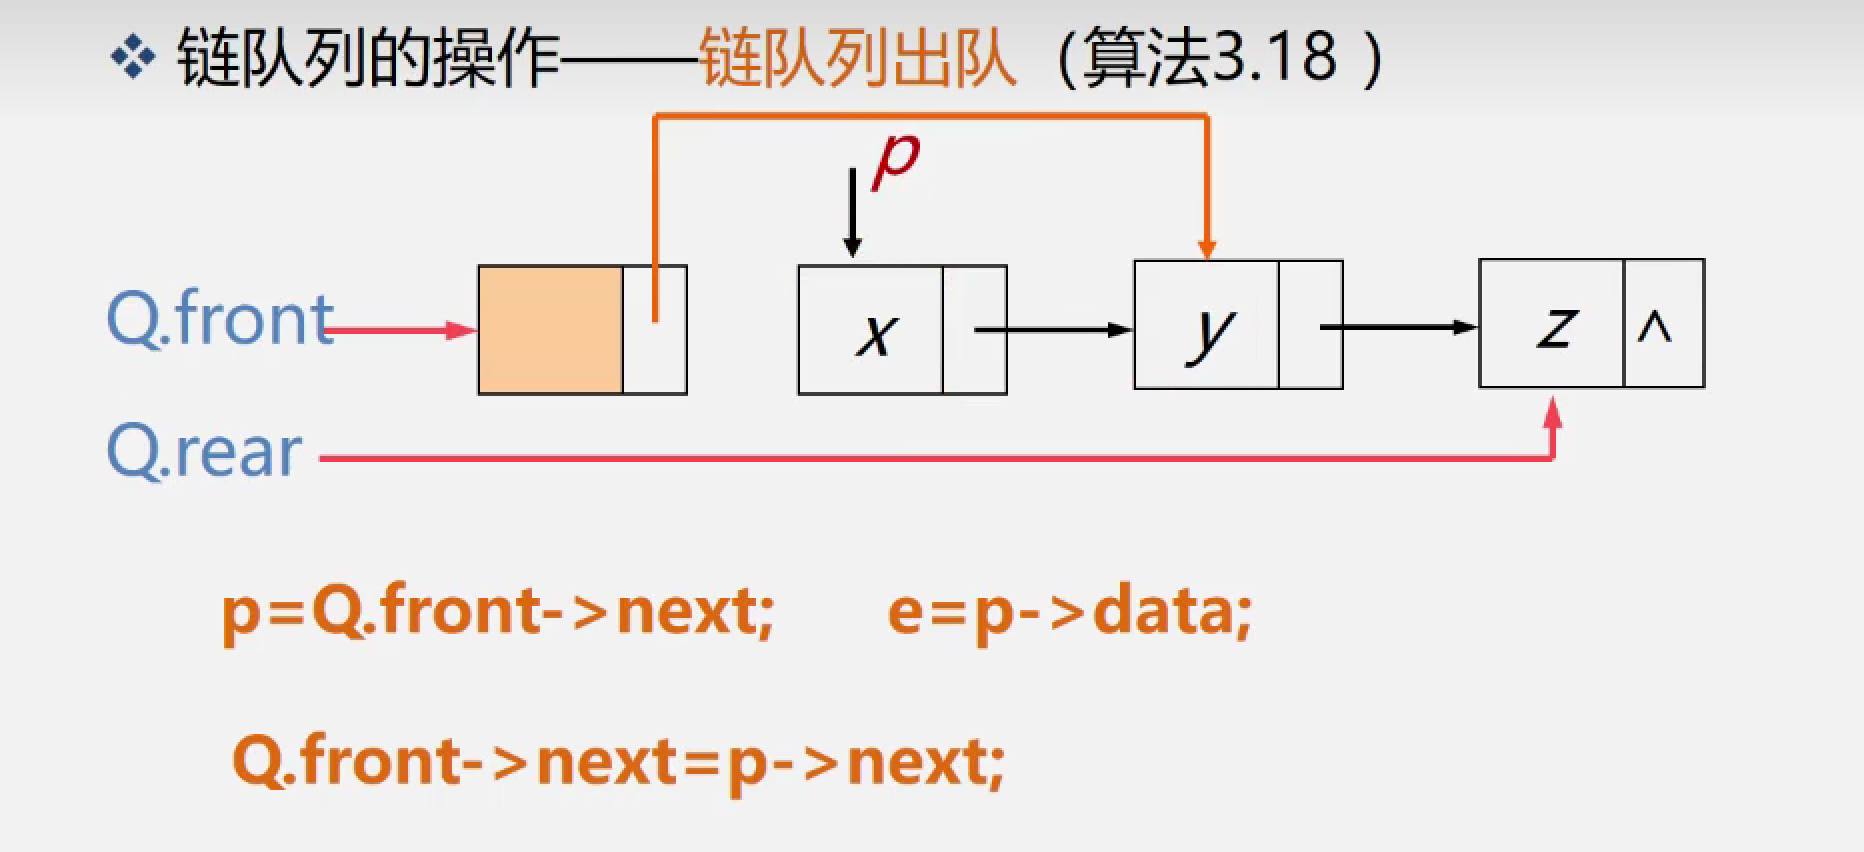 ❖ 链队列的操作——链队列出队（算法3.18 ）
p
Q.front x y z ^
Q.rear
p=Q.front->next; e=p->data;
Q.front->next=p->next;